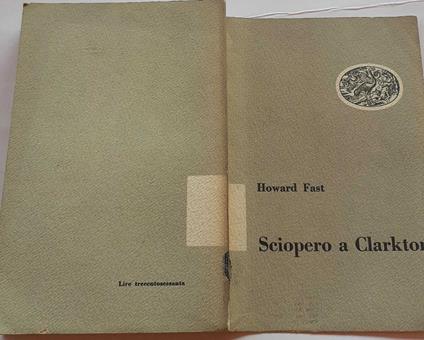 Howard Fast
Sciopero a Clarkton
Lire trecentosessanta